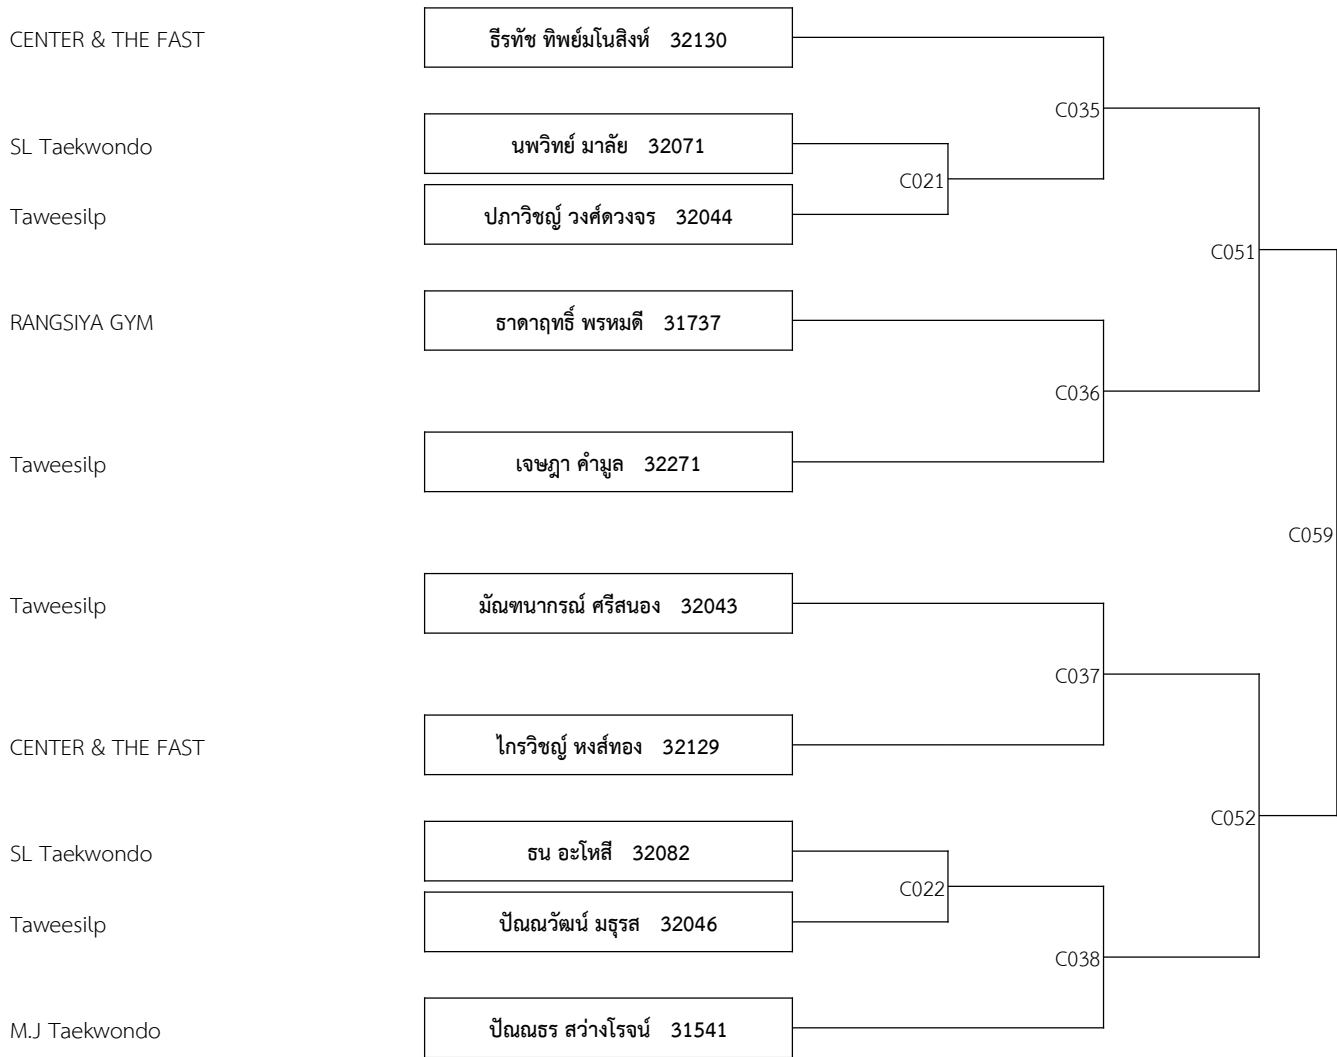 CENTER & THE FAST ธีรทัช ทิพย์มโนสิงห์ 32130
C035
SL Taekwondo นพวิทย์ มาลัย 32071
C021
Taweesilp ปภาวิชญ์ วงศ์ดวงจร 32044
C051
RANGSIYA GYM ธาดาฤทธิ์ พรหมดี 31737
C036
Taweesilp เจษฎา คำมูล 32271
C059
Taweesilp มัณฑนากรณ์ ศรีสนอง 32043
C037
CENTER & THE FAST ไกรวิชญ์ หงส์ทอง 32129
C052
SL Taekwondo ธน อะโหสี 32082
C022
Taweesilp ปัณณวัฒน์ มธุรส 32046
C038
M.J Taekwondo ปัณณธร สว่างโรจน์ 31541